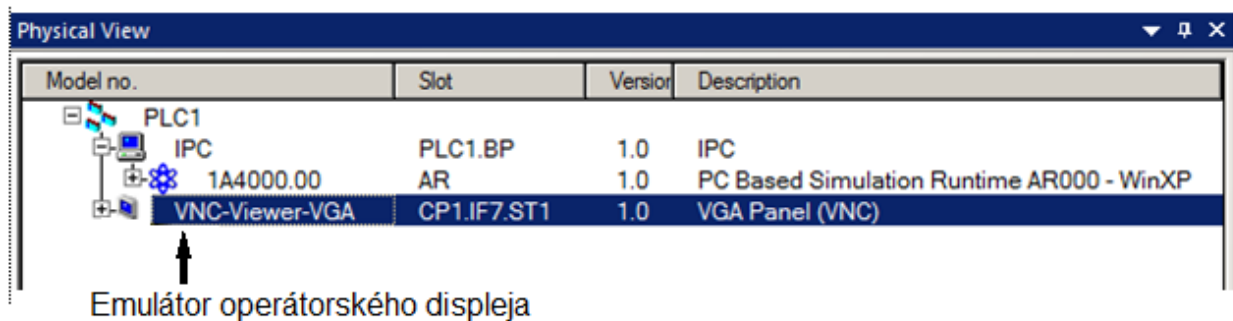 Physical View
Model no. Slot Version Description
PLC1
IPC PLC1.BP 1.0 IPC
1A4000.00 AR 1.0 PC Based Simulation Runtime AR000 - WinXP
VNC-Viewer-VGA CP1.IF7.ST1 1.0 VGA Panel (VNC)
Emulátor operátorského displeja